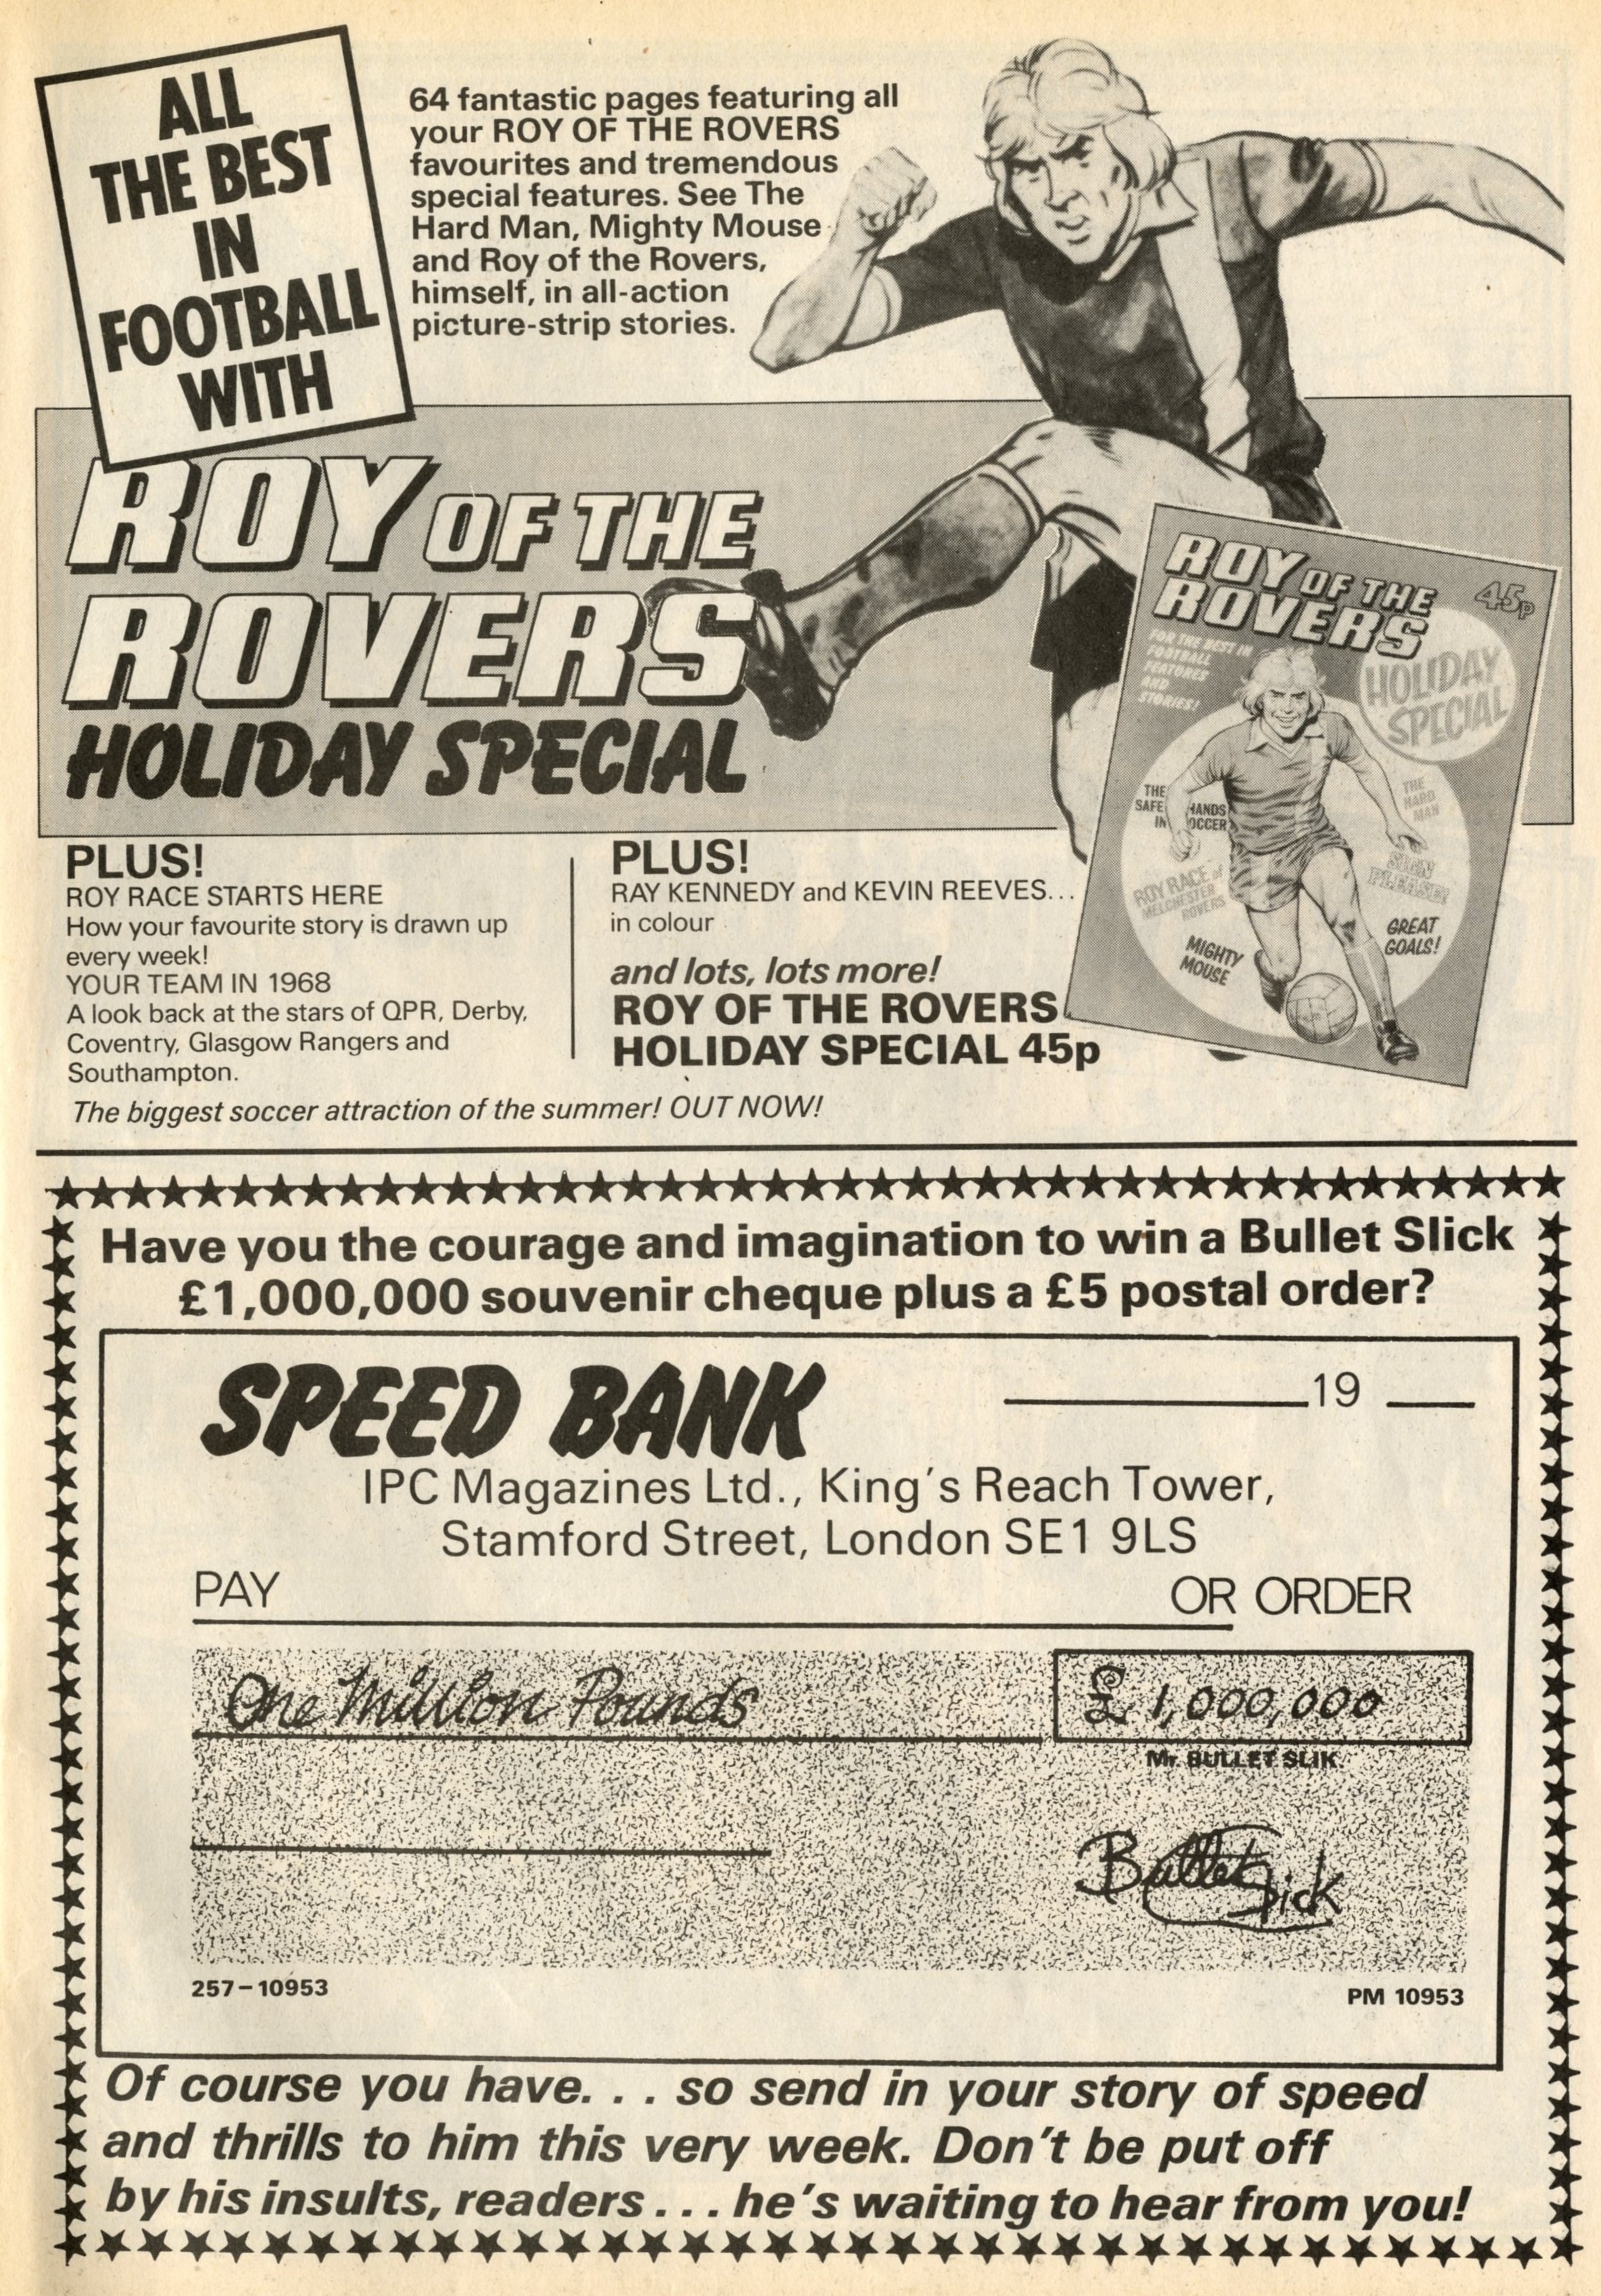 ALL
THE BEST
IN
FOOTBALL
WITH
64 fantastic pages featuring all
your ROY OF THE ROVERS
favourites and tremendous
special features. See The
Hard Man, Mighty Mouse
and Roy of the Rovers,
himself, in all-action
picture-strip stories.
ROY OF THE
ROVERS
HOLIDAY SPECIAL
ROY OF THE
ROVERS
45p
FOR THE BEST IN
FOOTBALL
FEATURES
AND
STORIES!
HOLIDAY
SPECIAL
THE
SAFE HANDS
IN SOCCER
THE
HARD
MAN
SIGN
PLEASE!
ROY RACE of
MELCHESTER
ROVERS
GREAT
GOALS!
MIGHTY
MOUSE
PLUS!
ROY RACE STARTS HERE
How your favourite story is drawn up
every week!
YOUR TEAM IN 1968
A look back at the stars of QPR, Derby,
Coventry, Glasgow Rangers and
Southampton.
PLUS!
RAY KENNEDY and KEVIN REEVES...
in colour
and lots, lots more!
ROY OF THE ROVERS
HOLIDAY SPECIAL 45p
The biggest soccer attraction of the summer! OUT NOW!
Have you the courage and imagination to win a Bullet Slick
£1,000,000 souvenir cheque plus a £5 postal order?
SPEED BANK
19
IPC Magazines Ltd., King's Reach Tower,
Stamford Street, London SE1 9LS
PAY OR ORDER
One Million Pounds
£ 1,000,000
Mr. BULLET SLIK.
Bullet Slick
257-10953
PM 10953
Of course you have. . . so send in your story of speed
and thrills to him this very week. Don't be put off
by his insults, readers . . . he's waiting to hear from you!